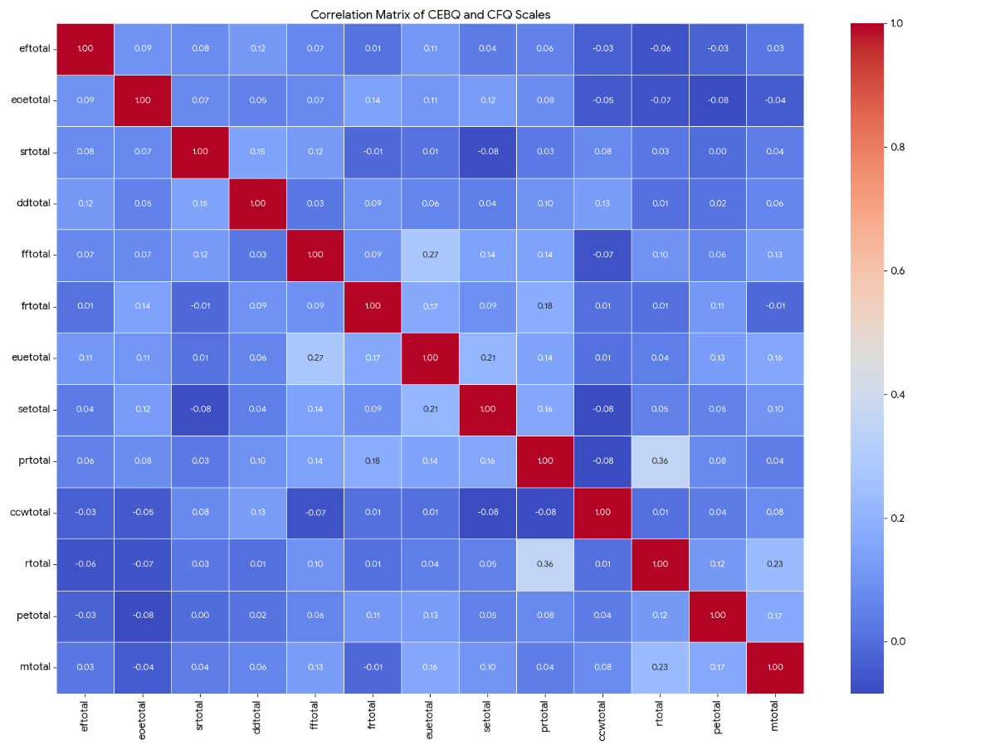 Correlation Matrix of CEBQ and CFQ Scales
eftotal 1.00 0.09 0.08 0.12 0.07 0.01 0.11 0.04 0.06 -0.03 -0.06 -0.03 0.03
eoetotal 0.09 1.00 0.07 0.05 0.07 0.14 0.11 0.12 0.08 -0.05 -0.07 -0.08 -0.04
srtotal 0.08 0.07 1.00 0.15 0.12 -0.01 0.01 -0.08 0.03 0.08 0.03 0.00 0.04
ddtotal 0.12 0.05 0.15 1.00 0.03 0.09 0.06 0.04 0.10 0.13 0.01 0.02 0.06
fftotal 0.07 0.07 0.12 0.03 1.00 0.09 0.27 0.14 0.14 -0.07 0.10 0.06 0.13
frtotal 0.01 0.14 -0.01 0.09 0.09 1.00 0.17 0.09 0.18 0.01 0.01 0.11 -0.01
euetotal 0.11 0.11 0.01 0.06 0.27 0.17 1.00 0.21 0.14 0.01 0.04 0.13 0.16
setotal 0.04 0.12 -0.08 0.04 0.14 0.09 0.21 1.00 0.16 -0.08 0.05 0.05 0.10
prtotal 0.06 0.08 0.03 0.10 0.14 0.18 0.14 0.16 1.00 -0.08 0.36 0.08 0.04
ccwtotal -0.03 -0.05 0.08 0.13 -0.07 0.01 0.01 -0.08 -0.08 1.00 0.01 0.04 0.08
rtotal -0.06 -0.07 0.03 0.01 0.10 0.01 0.04 0.05 0.36 0.01 1.00 0.12 0.23
petotal -0.03 -0.08 0.00 0.02 0.06 0.11 0.13 0.05 0.08 0.04 0.12 1.00 0.17
mtotal 0.03 -0.04 0.04 0.06 0.13 -0.01 0.16 0.10 0.04 0.08 0.23 0.17 1.00
eftotal eoetotal srtotal ddtotal fftotal frtotal euetotal setotal prtotal ccwtotal rtotal petotal mtotal
1.0
0.8
0.6
0.4
0.2
0.0